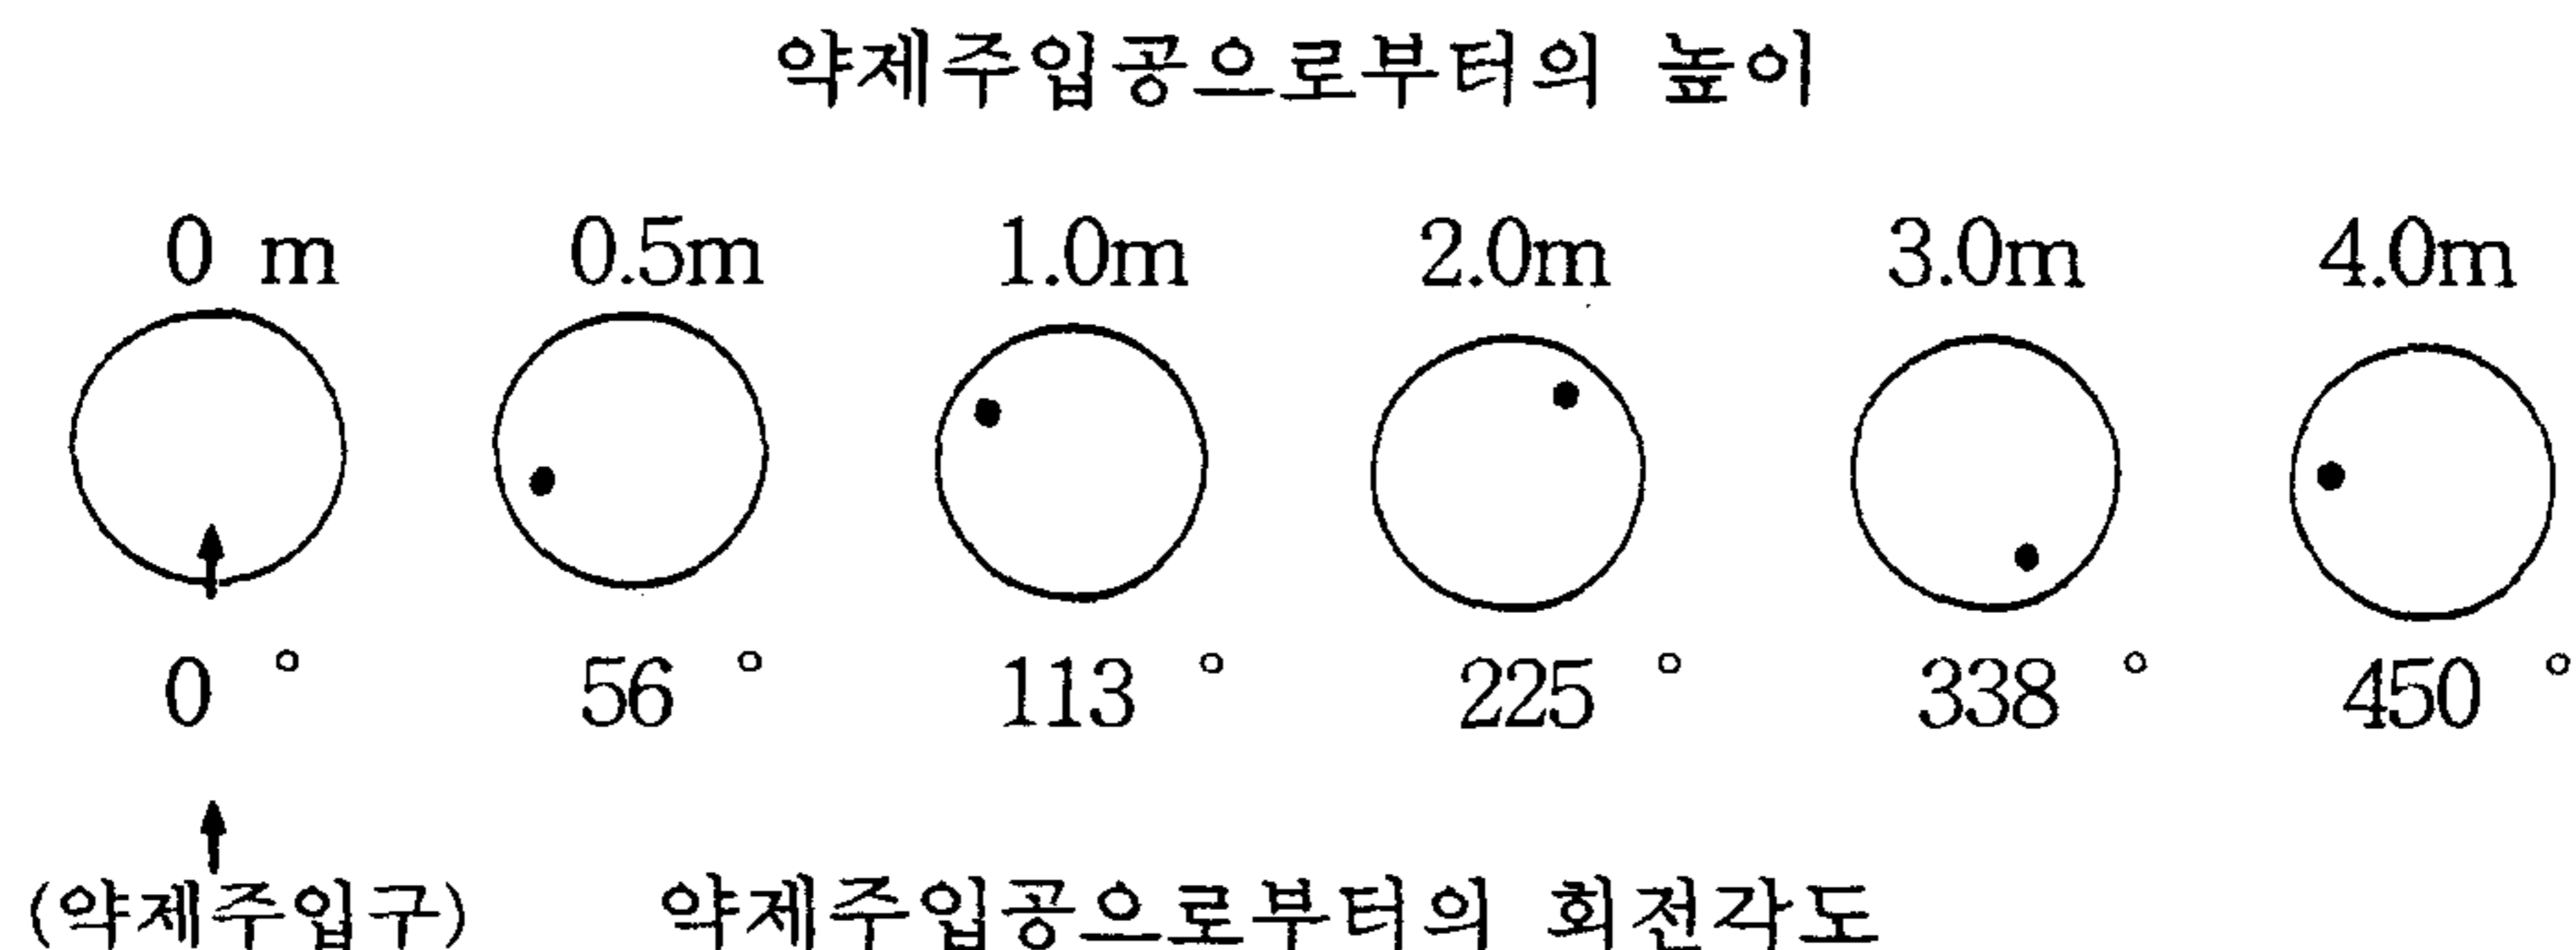 약제주입공으로부터의 높이
0 m 0.5m 1.0m 2.0m 3.0m 4.0m
0 ° 56 ° 113 ° 225 ° 338 ° 450 °
(약제주입구) 약제주입공으로부터의 회전각도